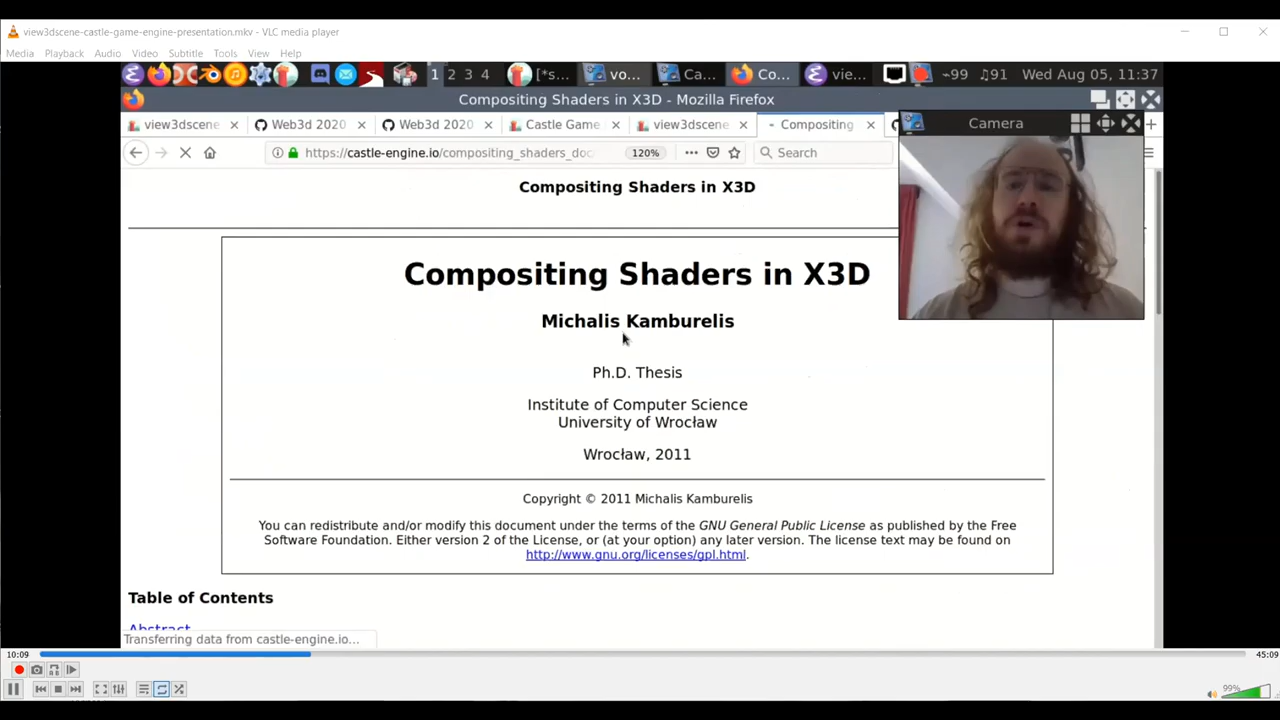 view3dscene-castle-game-engine-presentation.mkv - VLC media player
Media Playback Audio Video Subtitle Tools View Help
1 2 3 4 [*s... vo... Ca... Co... vie... ~99 ♫91 Wed Aug 05, 11:37
Compositing Shaders in X3D - Mozilla Firefox
view3dscene Web3d 2020 Web3d 2020 Castle Game view3dscene Compositing
Camera
https://castle-engine.io/compositing_shaders_doc 120% Search
Compositing Shaders in X3D
Compositing Shaders in X3D
Michalis Kamburelis
Ph.D. Thesis
Institute of Computer Science
University of Wrocław
Wrocław, 2011
Copyright © 2011 Michalis Kamburelis
You can redistribute and/or modify this document under the terms of the GNU General Public License as published by the Free
Software Foundation. Either version 2 of the License, or (at your option) any later version. The license text may be found on
http://www.gnu.org/licenses/gpl.html.
Table of Contents
Abstract
Transferring data from castle-engine.io...
10:09 45:09
99%